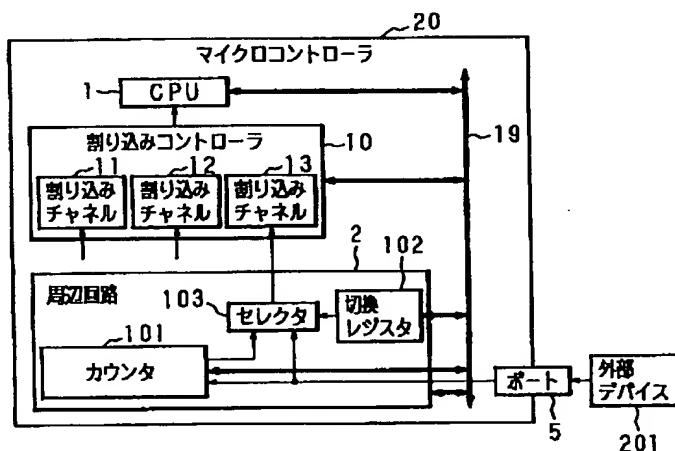 20
マイクロコントローラ
1
CPU
19
割り込みコントローラ
10
11
12
13
割り込み
チャネル
割り込み
チャネル
割り込み
チャネル
2
102
周辺回路
103
セレクタ
切換
レジスタ
101
カウンタ
ポート
5
外部
デバイス
201